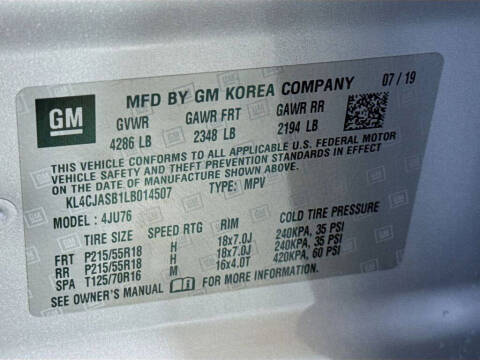 GM
MFD BY GM KOREA COMPANY 07/19
GVWR GAWR FRT GAWR RR
4286 LB 2348 LB 2194 LB
THIS VEHICLE CONFORMS TO ALL APPLICABLE U.S. FEDERAL MOTOR
VEHICLE SAFETY AND THEFT PREVENTION STANDARDS IN EFFECT
ON THE DATE OF MANUFACTURE SHOWN ABOVE.
KL4CJASB1LB014507 TYPE: MPV
MODEL : 4JU76
TIRE SIZE SPEED RTG RIM COLD TIRE PRESSURE
FRT P215/55R18 H 18x7.0J 240KPA, 35 PSI
RR P215/55R18 H 18x7.0J 240KPA, 35 PSI
SPA T125/70R16 M 16x4.0T 420KPA, 60 PSI
SEE OWNER'S MANUAL FOR MORE INFORMATION